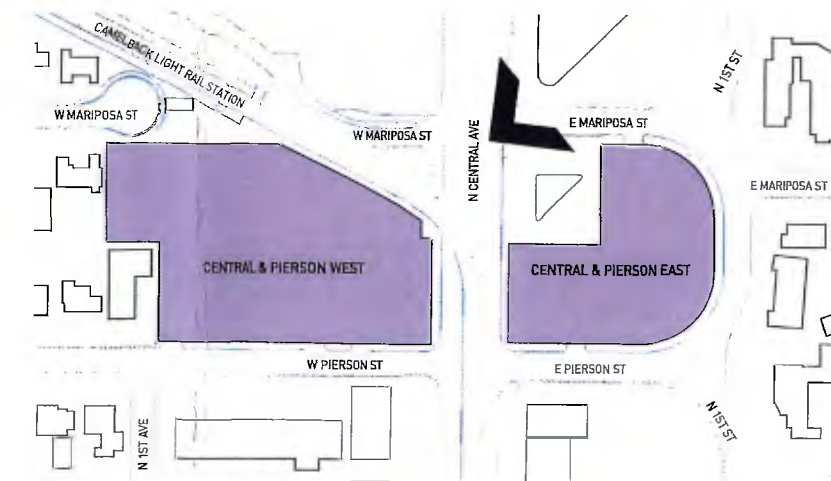 CAMELBACK LIGHT RAIL STATION
N 1ST ST
W MARIPOSA ST
W MARIPOSA ST
N CENTRAL AVE
E MARIPOSA ST
E MARIPOSA ST
CENTRAL & PIERSON WEST
CENTRAL & PIERSON EAST
W PIERSON ST
E PIERSON ST
N 1ST AVE
N 1ST ST